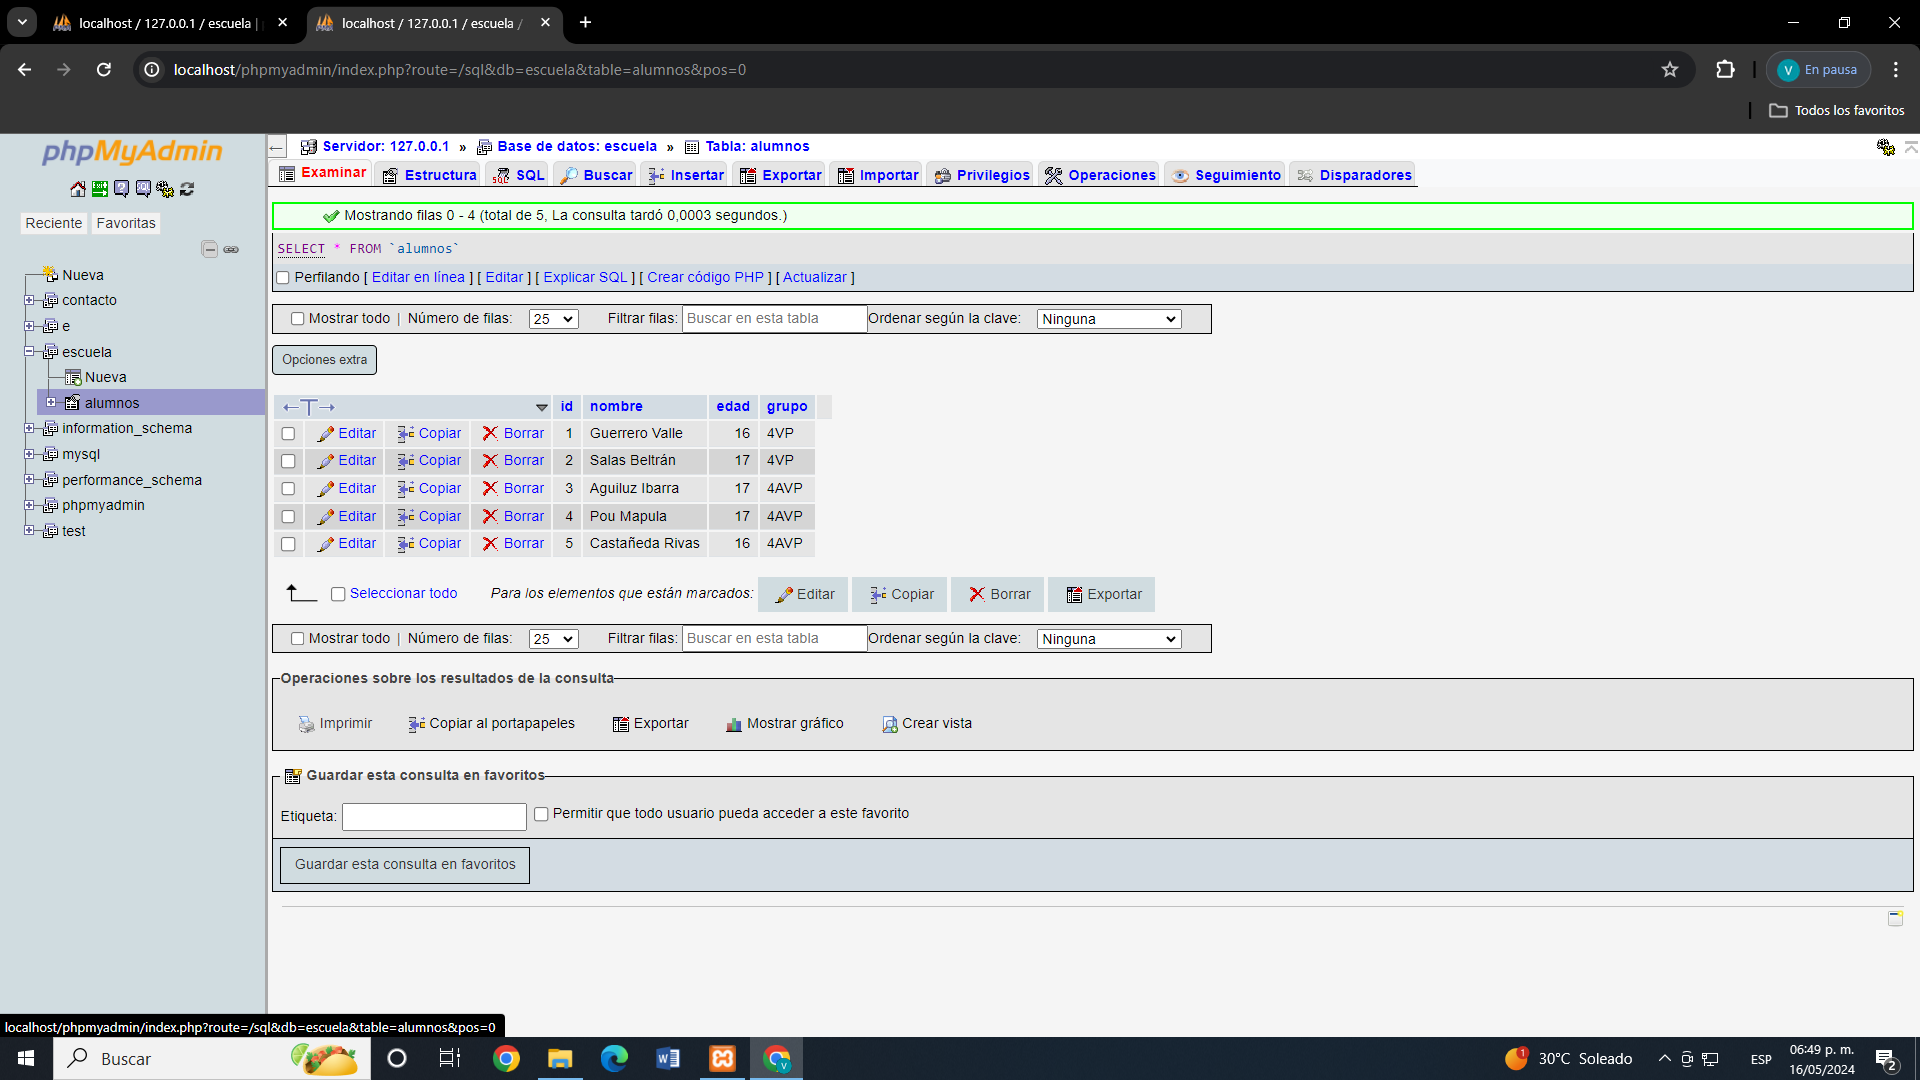 localhost / 127.0.0.1 / escuela |
localhost / 127.0.0.1 / escuela /
localhost/phpmyadmin/index.php?route=/sql&db=escuela&table=alumnos&pos=0
V En pausa
Todos los favoritos
phpMyAdmin
Reciente Favoritas
Nueva
contacto
e
escuela
Nueva
alumnos
information_schema
mysql
performance_schema
phpmyadmin
test
Servidor: 127.0.0.1 » Base de datos: escuela » Tabla: alumnos
Examinar Estructura SQL Buscar Insertar Exportar Importar Privilegios Operaciones Seguimiento Disparadores
Mostrando filas 0 - 4 (total de 5, La consulta tardó 0,0003 segundos.)
SELECT * FROM `alumnos`
Perfilando [ Editar en línea ] [ Editar ] [ Explicar SQL ] [ Crear código PHP ] [ Actualizar ]
Mostrar todo | Número de filas: 25 Filtrar filas: Buscar en esta tabla Ordenar según la clave: Ninguna
Opciones extra
←T→ id nombre edad grupo
Editar Copiar Borrar 1 Guerrero Valle 16 4VP
Editar Copiar Borrar 2 Salas Beltrán 17 4VP
Editar Copiar Borrar 3 Aguiluz Ibarra 17 4AVP
Editar Copiar Borrar 4 Pou Mapula 17 4AVP
Editar Copiar Borrar 5 Castañeda Rivas 16 4AVP
Seleccionar todo Para los elementos que están marcados: Editar Copiar Borrar Exportar
Mostrar todo | Número de filas: 25 Filtrar filas: Buscar en esta tabla Ordenar según la clave: Ninguna
Operaciones sobre los resultados de la consulta
Imprimir Copiar al portapapeles Exportar Mostrar gráfico Crear vista
Guardar esta consulta en favoritos
Etiqueta: Permitir que todo usuario pueda acceder a este favorito
Guardar esta consulta en favoritos
localhost/phpmyadmin/index.php?route=/sql&db=escuela&table=alumnos&pos=0
Buscar
1 30°C Soleado ESP 06:49 p. m.
16/05/2024 2